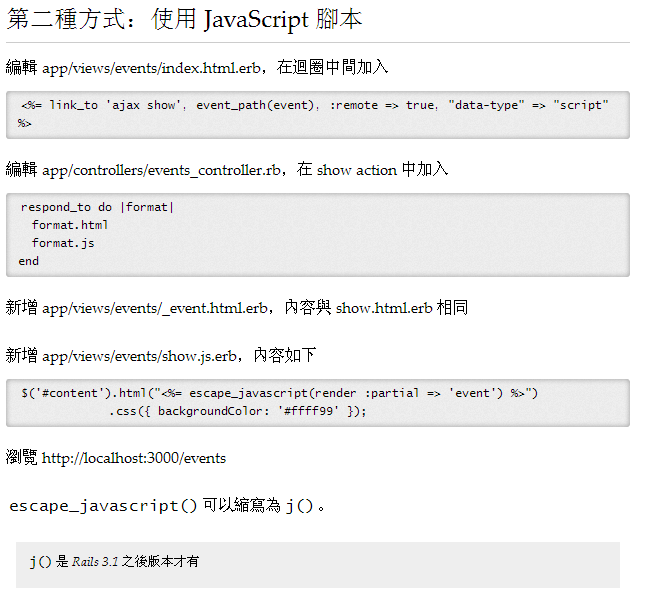 第二種方式：使用 JavaScript 腳本
編輯 app/views/events/index.html.erb，在迴圈中間加入
<%= link_to 'ajax show', event_path(event), :remote => true, "data-type" => "script"
%>
編輯 app/controllers/events_controller.rb，在 show action 中加入
respond_to do |format|
  format.html
  format.js
end
新增 app/views/events/_event.html.erb，內容與 show.html.erb 相同
新增 app/views/events/show.js.erb，內容如下
$('#content').html("<%= escape_javascript(render :partial => 'event') %>")
            .css({ backgroundColor: '#ffff99' });
瀏覽 http://localhost:3000/events
escape_javascript() 可以縮寫為 j() 。
j() 是 Rails 3.1 之後版本才有